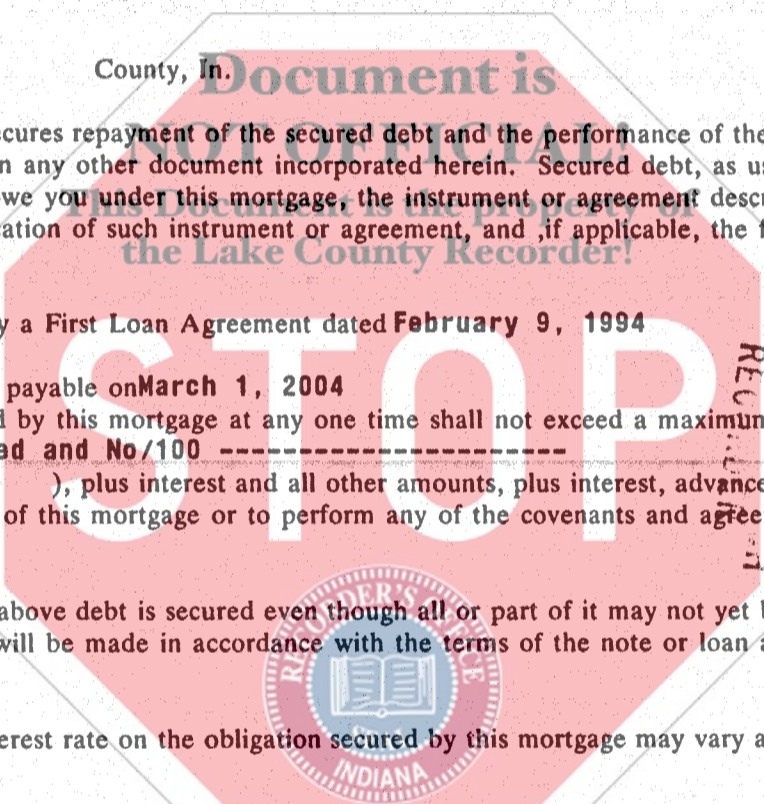 County, In.
Document is
NOT OFFICIAL!
This Document is the property of
the Lake County Recorder!
cures repayment of the secured debt and the performance of the
n any other document incorporated herein. Secured debt, as us
we you under this mortgage, the instrument or agreement descr
ation of such instrument or agreement, and ,if applicable, the f
y a First Loan Agreement dated February 9, 1994
payable onMarch 1, 2004
d by this mortgage at any one time shall not exceed a maximum
ad and No/100 ----------------------
), plus interest and all other amounts, plus interest, advance
of this mortgage or to perform any of the covenants and agree
STOP
above debt is secured even though all or part of it may not yet b
will be made in accordance with the terms of the note or loan a
RECORDER'S OFFICE
INDIANA
erest rate on the obligation secured by this mortgage may vary a